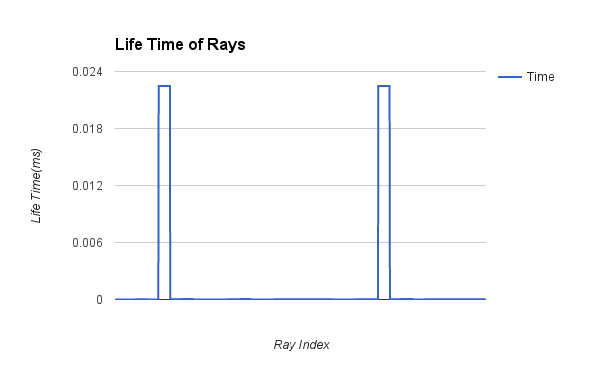 Life Time of Rays
0.024
0.018
0.012
0.006
0
Life Time(ms)
Ray Index
Time